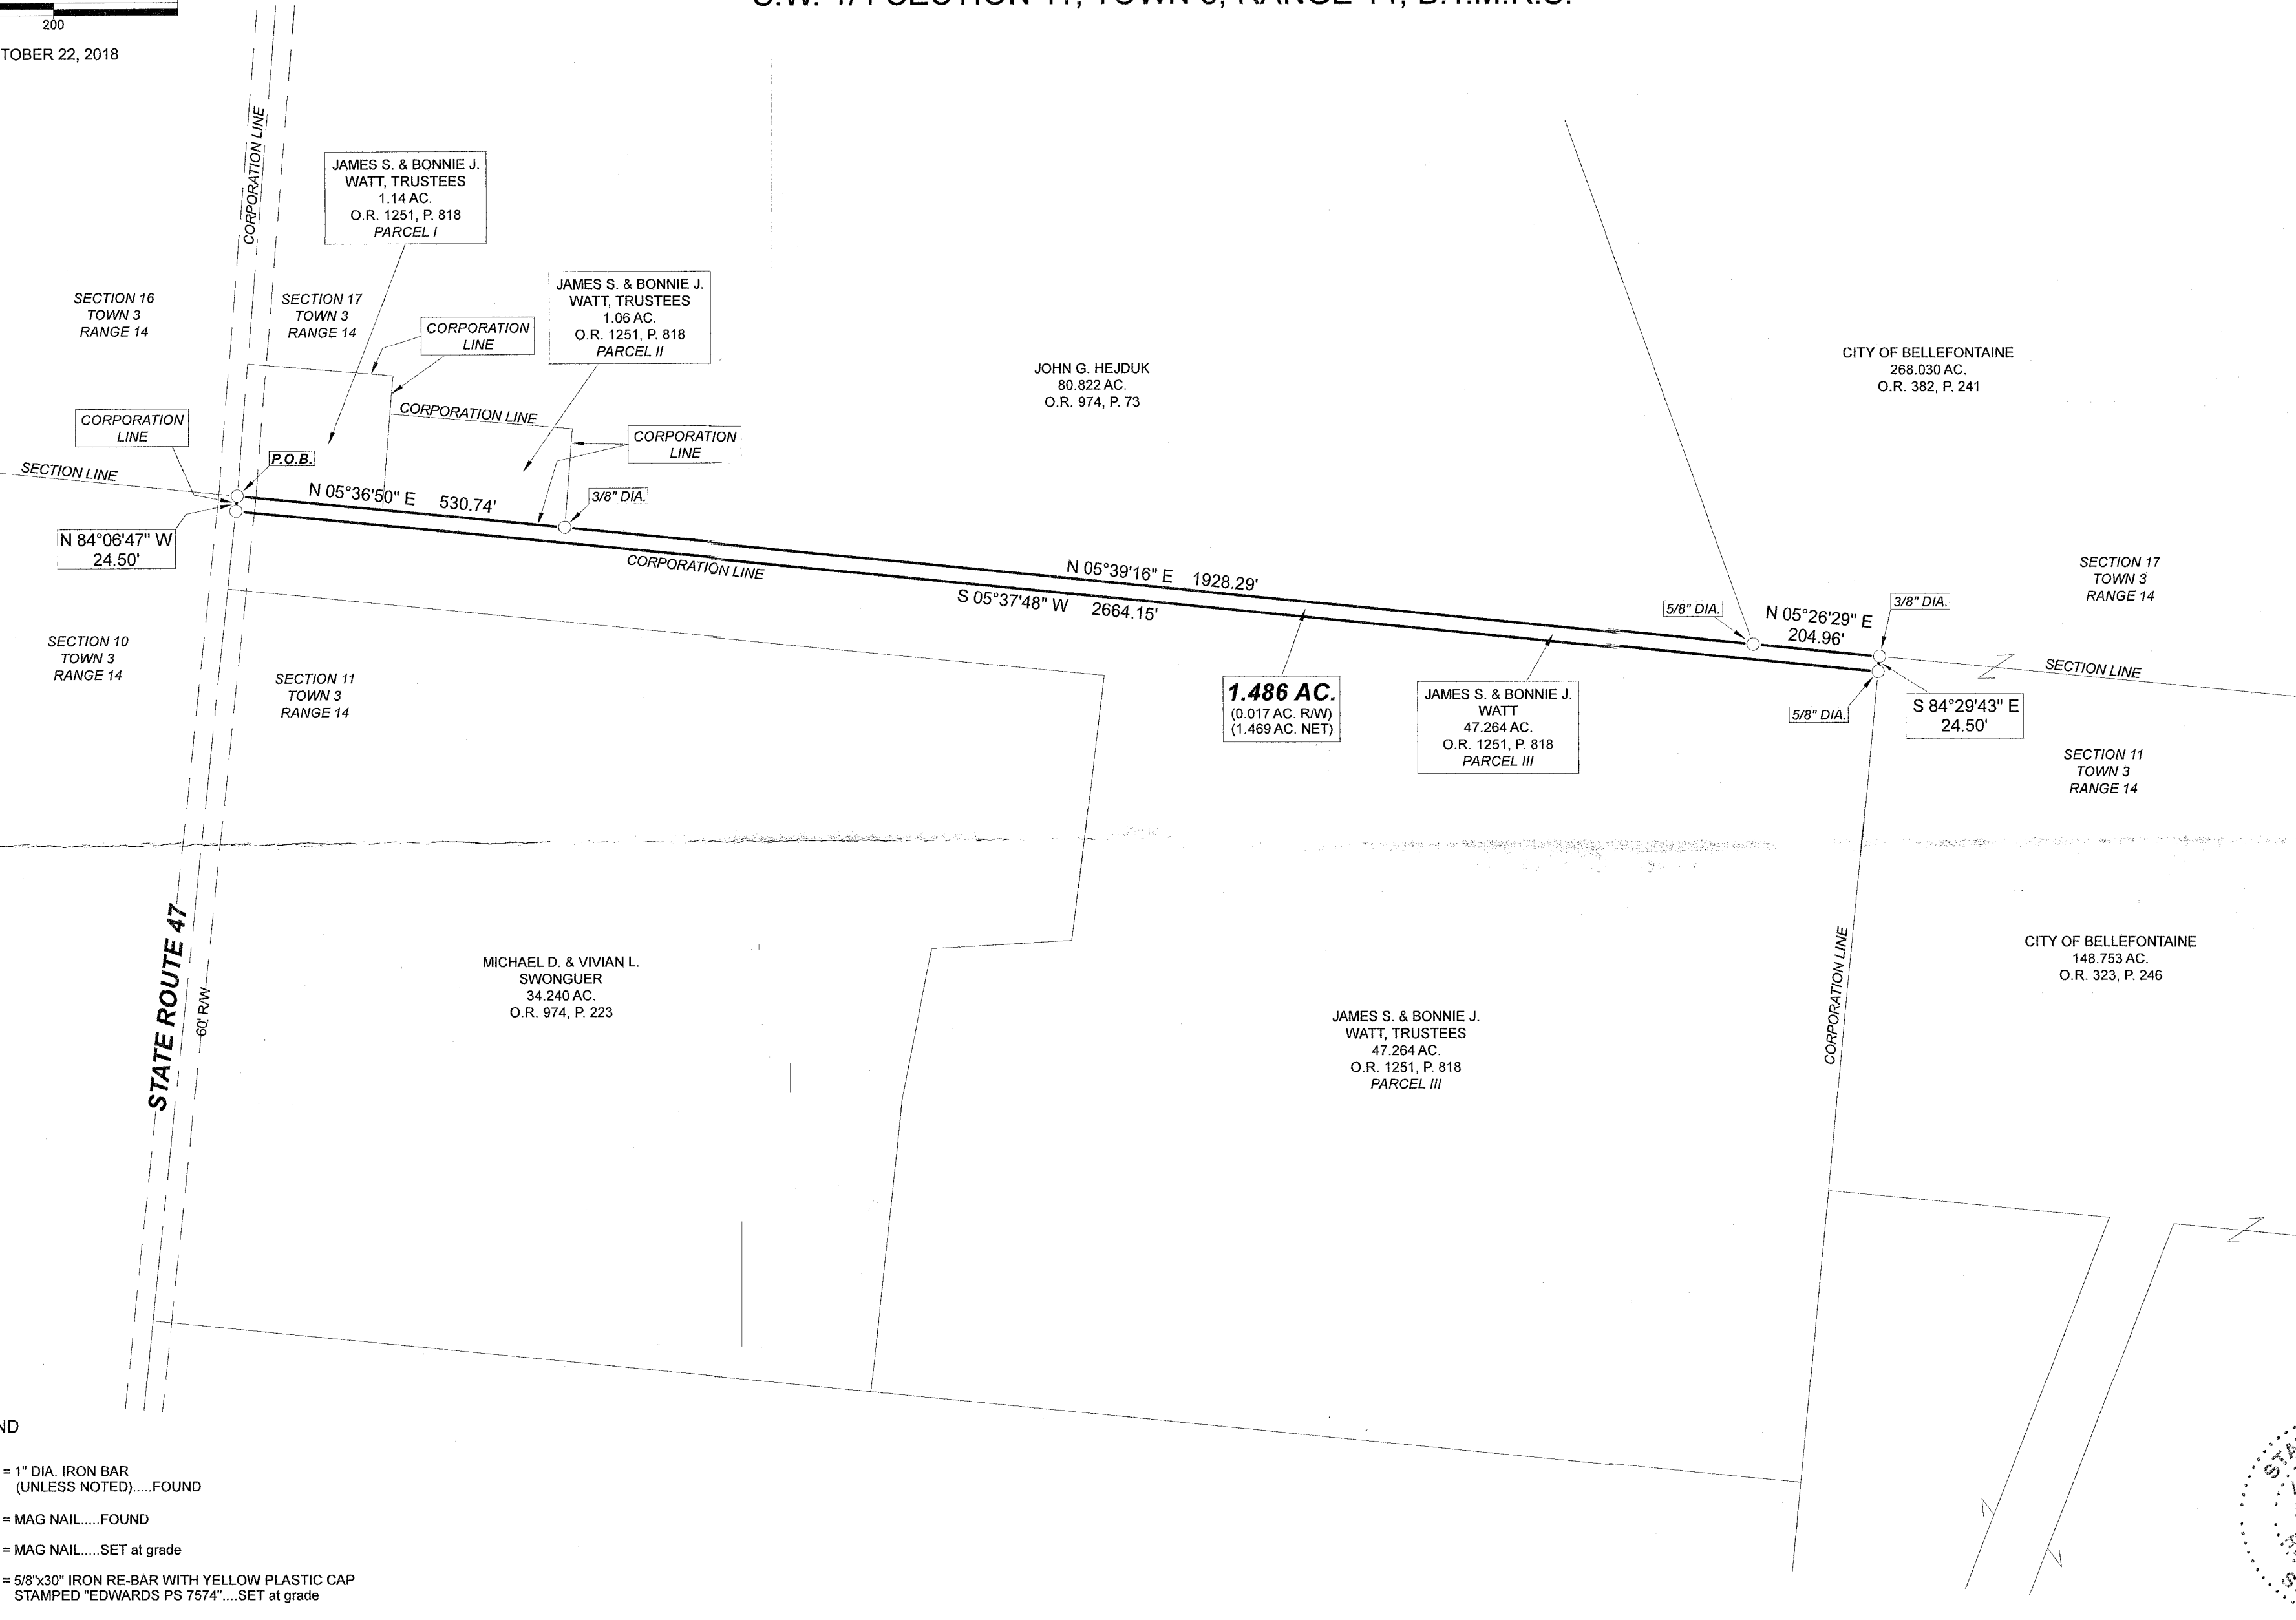 200
TOBER 22, 2018
CORPORATION LINE
JAMES S. & BONNIE J.
WATT, TRUSTEES
1.14 AC.
O.R. 1251, P. 818
PARCEL I
JAMES S. & BONNIE J.
WATT, TRUSTEES
1.06 AC.
O.R. 1251, P. 818
PARCEL II
SECTION 16
TOWN 3
RANGE 14
SECTION 17
TOWN 3
RANGE 14
CORPORATION
LINE
CORPORATION LINE
CORPORATION
LINE
CORPORATION
LINE
JOHN G. HEJDUK
80.822 AC.
O.R. 974, P. 73
CITY OF BELLEFONTAINE
268.030 AC.
O.R. 382, P. 241
SECTION LINE
P.O.B.
N 05°36'50" E 530.74'
3/8" DIA.
N 84°06'47" W
24.50'
CORPORATION LINE
N 05°39'16" E 1928.29'
S 05°37'48" W 2664.15'
5/8" DIA.
N 05°26'29" E
204.96'
3/8" DIA.
SECTION 17
TOWN 3
RANGE 14
SECTION LINE
SECTION 10
TOWN 3
RANGE 14
SECTION 11
TOWN 3
RANGE 14
1.486 AC.
(0.017 AC. R/W)
(1.469 AC. NET)
JAMES S. & BONNIE J.
WATT
47.264 AC.
O.R. 1251, P. 818
PARCEL III
5/8" DIA.
S 84°29'43" E
24.50'
SECTION 11
TOWN 3
RANGE 14
STATE ROUTE 47
60' R/W
MICHAEL D. & VIVIAN L.
SWONGUER
34.240 AC.
O.R. 974, P. 223
JAMES S. & BONNIE J.
WATT, TRUSTEES
47.264 AC.
O.R. 1251, P. 818
PARCEL III
CORPORATION LINE
CITY OF BELLEFONTAINE
148.753 AC.
O.R. 323, P. 246
ND
= 1" DIA. IRON BAR
(UNLESS NOTED).....FOUND
= MAG NAIL.....FOUND
= MAG NAIL.....SET at grade
= 5/8"x30" IRON RE-BAR WITH YELLOW PLASTIC CAP
STAMPED "EDWARDS PS 7574"....SET at grade